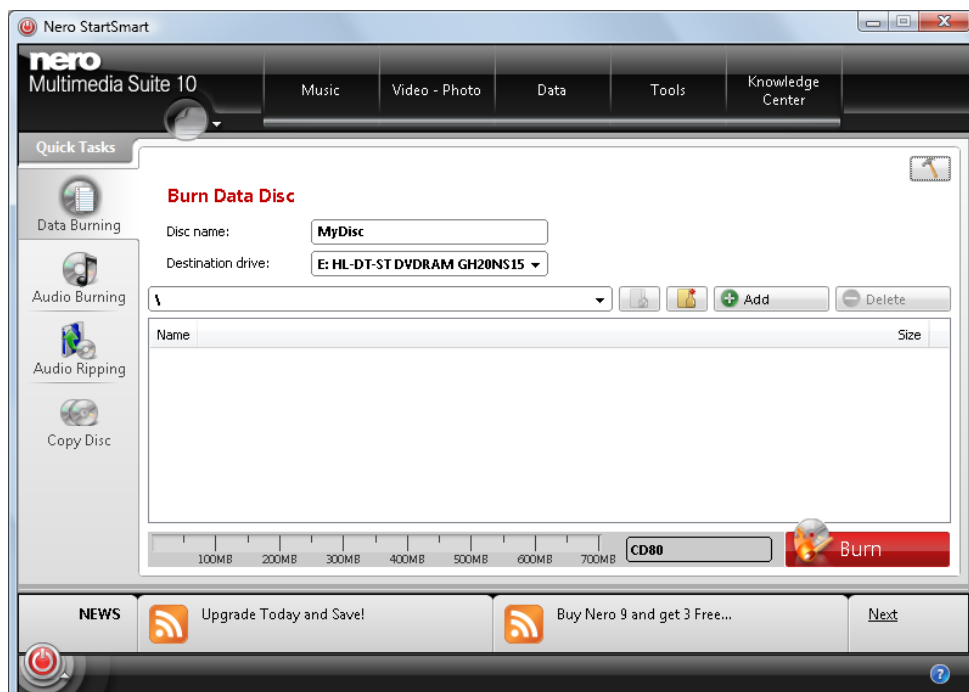 Nero StartSmart
nero
Multimedia Suite 10
Music
Video - Photo
Data
Tools
Knowledge
Center
Quick Tasks
Data Burning
Audio Burning
Audio Ripping
Copy Disc
Burn Data Disc
Disc name:
MyDisc
Destination drive:
E: HL-DT-ST DVDRAM GH20NS15
\
Add
Delete
Name
Size
100MB
200MB
300MB
400MB
500MB
600MB
700MB
CD80
Burn
NEWS
Upgrade Today and Save!
Buy Nero 9 and get 3 Free...
Next
?